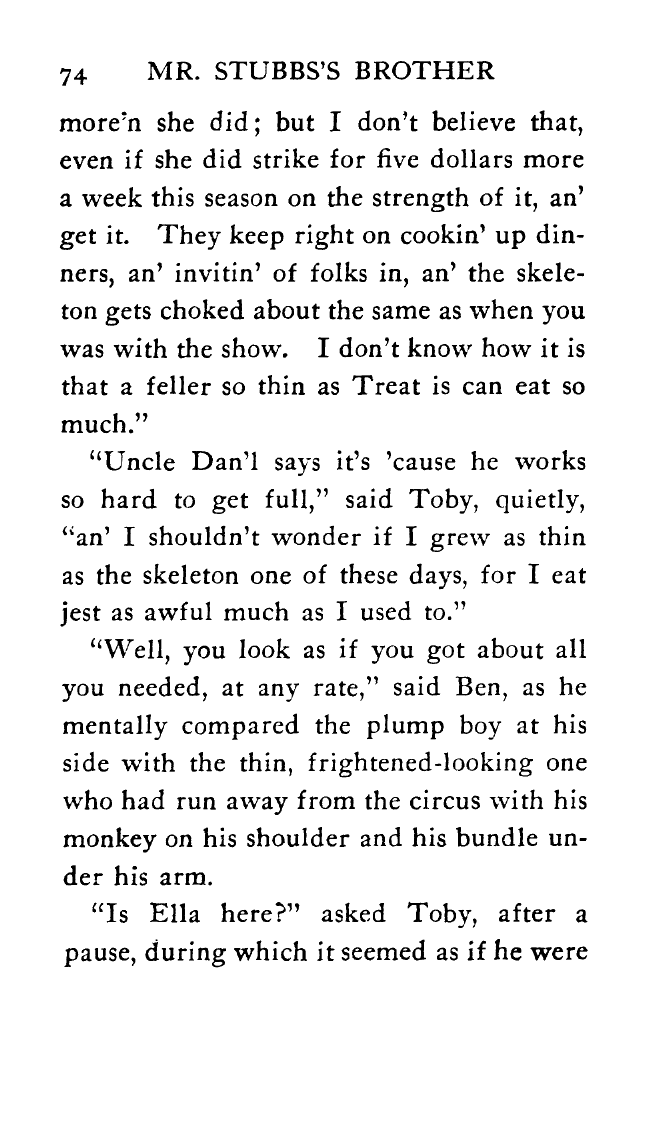 74 MR. STUBBS'S BROTHER
more'n she did; but I don't believe that,
even if she did strike for five dollars more
a week this season on the strength of it, an'
get it. They keep right on cookin' up din-
ners, an' invitin' of folks in, an' the skele-
ton gets choked about the same as when you
was with the show. I don't know how it is
that a feller so thin as Treat is can eat so
much."
"Uncle Dan'l says it's 'cause he works
so hard to get full," said Toby, quietly,
"an' I shouldn't wonder if I grew as thin
as the skeleton one of these days, for I eat
jest as awful much as I used to."
"Well, you look as if you got about all
you needed, at any rate," said Ben, as he
mentally compared the plump boy at his
side with the thin, frightened-looking one
who had run away from the circus with his
monkey on his shoulder and his bundle un-
der his arm.
"Is Ella here?" asked Toby, after a
pause, during which it seemed as if he were